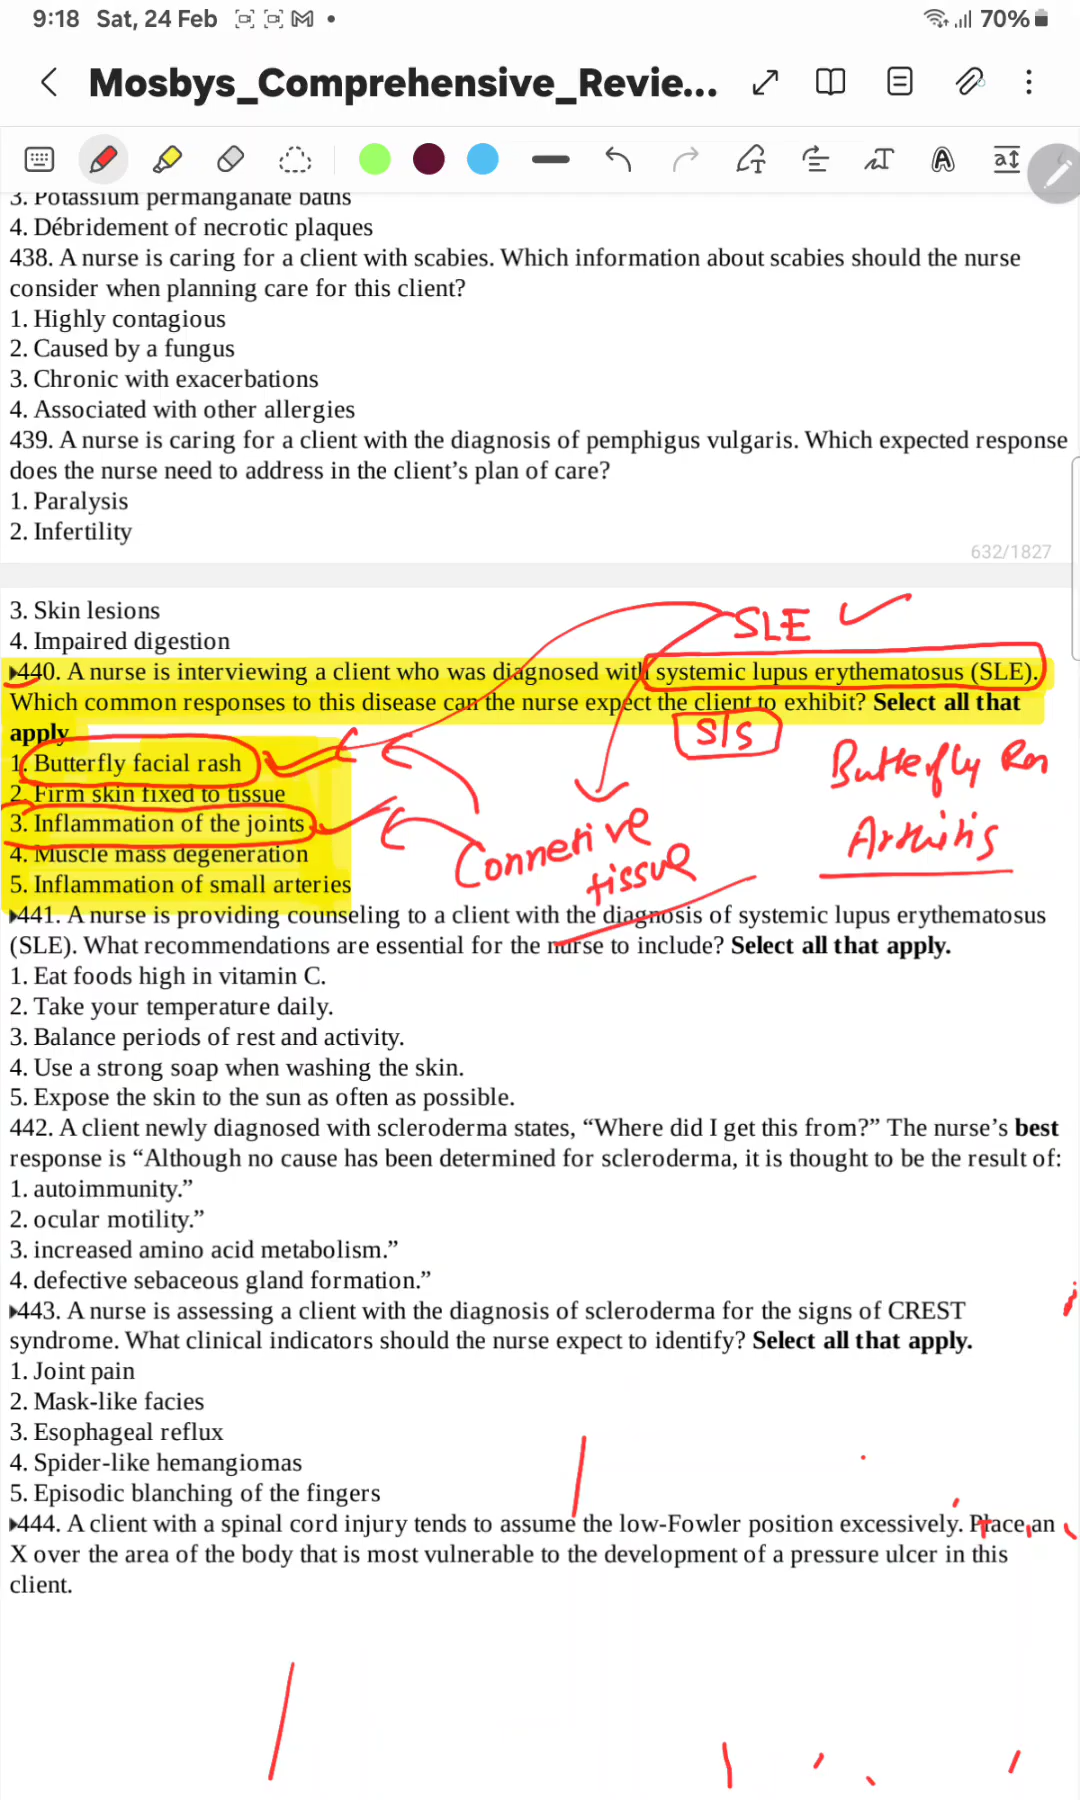 9:18 Sat, 24 Feb
70%
Mosbys_Comprehensive_Revie...
3. Potassium permanganate baths
4. Débridement of necrotic plaques
438. A nurse is caring for a client with scabies. Which information about scabies should the nurse
consider when planning care for this client?
1. Highly contagious
2. Caused by a fungus
3. Chronic with exacerbations
4. Associated with other allergies
439. A nurse is caring for a client with the diagnosis of pemphigus vulgaris. Which expected response
does the nurse need to address in the client’s plan of care?
1. Paralysis
2. Infertility
632/1827
3. Skin lesions
SLE
4. Impaired digestion
440. A nurse is interviewing a client who was diagnosed with systemic lupus erythematosus (SLE).
Which common responses to this disease can the nurse expect the client to exhibit? Select all that
apply
S/S
1. Butterfly facial rash
Butterfly
2. Firm skin fixed to tissue
3. Inflammation of the joints
Connetive
tissue
Arthitis
4. Muscle mass degeneration
5. Inflammation of small arteries
441. A nurse is providing counseling to a client with the diagnosis of systemic lupus erythematosus
(SLE). What recommendations are essential for the nurse to include? Select all that apply.
1. Eat foods high in vitamin C.
2. Take your temperature daily.
3. Balance periods of rest and activity.
4. Use a strong soap when washing the skin.
5. Expose the skin to the sun as often as possible.
442. A client newly diagnosed with scleroderma states, “Where did I get this from?” The nurse’s best
response is “Although no cause has been determined for scleroderma, it is thought to be the result of:
1. autoimmunity.”
2. ocular motility.”
3. increased amino acid metabolism.”
4. defective sebaceous gland formation.”
443. A nurse is assessing a client with the diagnosis of scleroderma for the signs of CREST
syndrome. What clinical indicators should the nurse expect to identify? Select all that apply.
1. Joint pain
2. Mask-like facies
3. Esophageal reflux
4. Spider-like hemangiomas
5. Episodic blanching of the fingers
444. A client with a spinal cord injury tends to assume the low-Fowler position excessively. Place an
X over the area of the body that is most vulnerable to the development of a pressure ulcer in this
client.